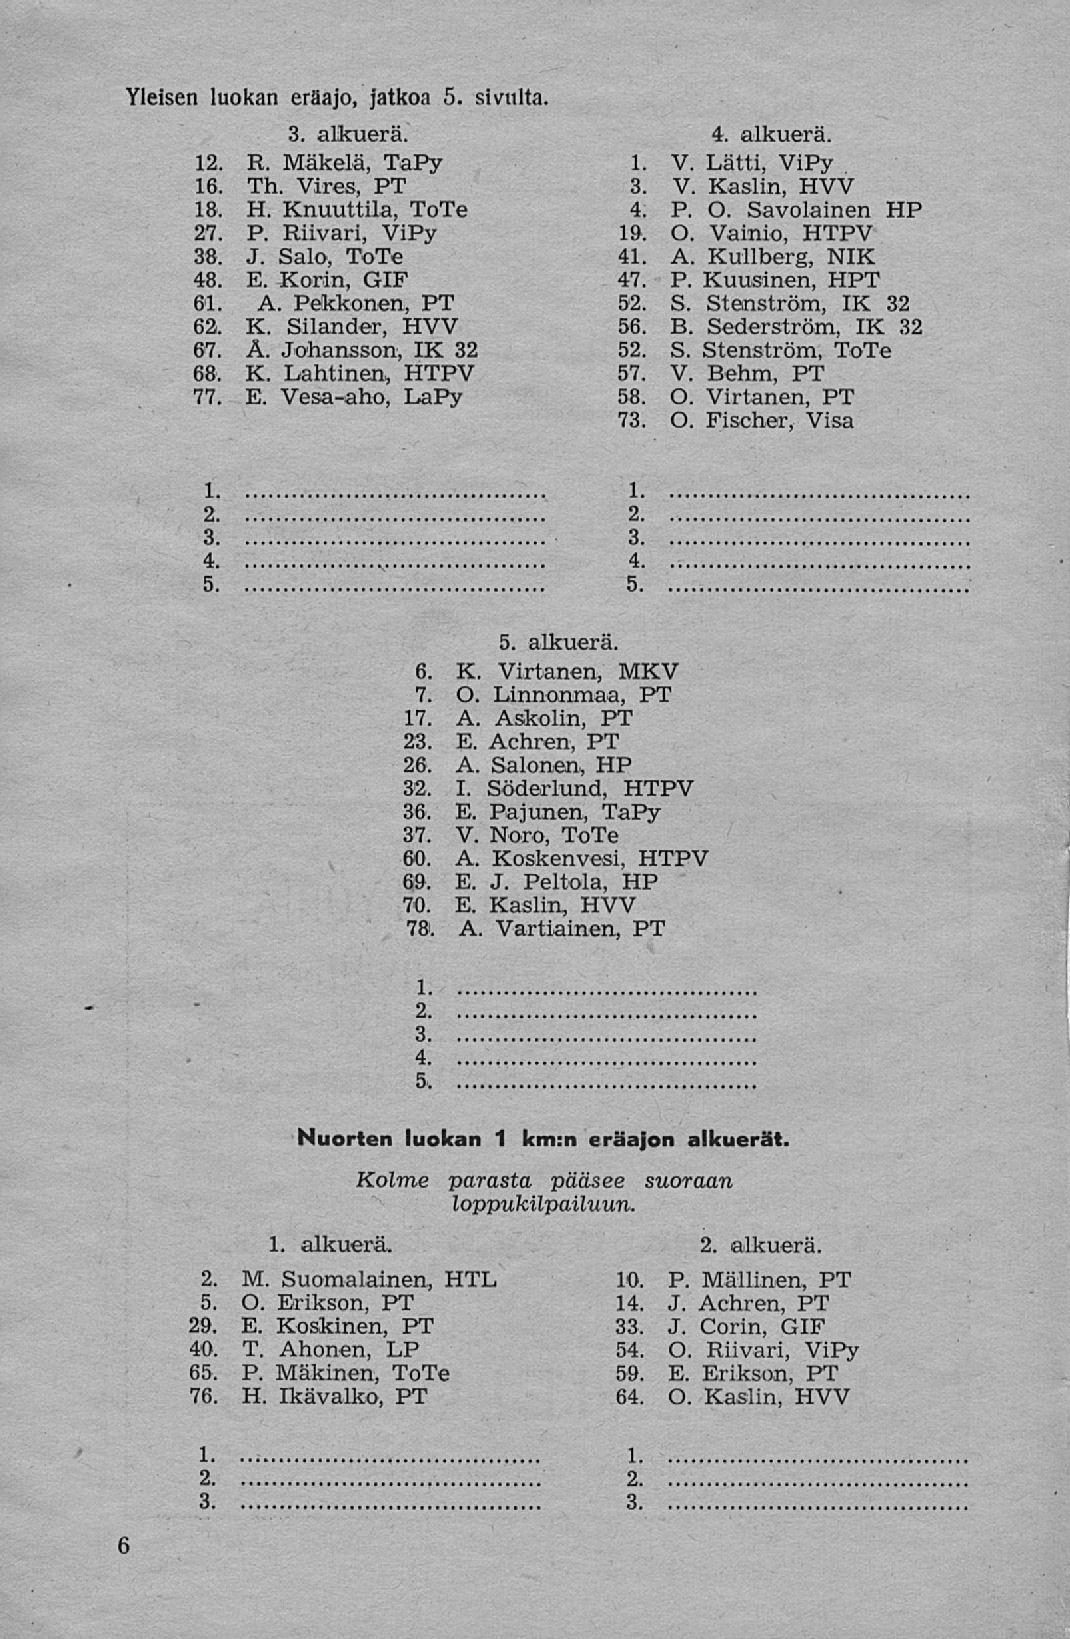 Yleisen luokan eräajo, jatkoa 5. sivulta.
3. alkuerä.
12. R. Mäkelä, TaPy
16. Th. Vires, PT
18. H. Knuuttila, ToTe
27. P. Riivari, ViPy
38. J. Salo, ToTe
48. E. Korin, GIF
61. A. Pekkonen, PT
62. K. Silander, HVV
67. Å. Johansson, IK 32
68. K. Lahtinen, HTPV
77. E. Vesa-aho, LaPy
1. ........................................
2. ........................................
3. ........................................
4. ........................................
5. ........................................
4. alkuerä.
1. V. Lätti, ViPy
3. V. Kaslin, HVV
4. P. O. Savolainen HP
19. O. Vainio, HTPV
41. A. Kullberg, NIK
47. P. Kuusinen, HPT
52. S. Stenström, IK 32
56. B. Sederström, IK 32
52. S. Stenström, ToTe
57. V. Behm, PT
58. O. Virtanen, PT
73. O. Fischer, Visa
1. ........................................
2. ........................................
3. ........................................
4. ........................................
5. ........................................
5. alkuerä.
6. K. Virtanen, MKV
7. O. Linnonmaa, PT
17. A. Askolin, PT
23. E. Achren, PT
26. A. Salonen, HP
32. I. Söderlund, HTPV
36. E. Pajunen, TaPy
37. V. Noro, ToTe
60. A. Koskenvesi, HTPV
69. E. J. Peltola, HP
70. E. Kaslin, HVV
78. A. Vartiainen, PT
1. ........................................
2. ........................................
3. ........................................
4. ........................................
5. ........................................
Nuorten luokan 1 km:n eräajon alkuerät.
Kolme parasta pääsee suoraan
loppukilpailuun.
1. alkuerä.
2. M. Suomalainen, HTL
5. O. Erikson, PT
29. E. Koskinen, PT
40. T. Ahonen, LP
65. P. Mäkinen, ToTe
76. H. Ikävalko, PT
1. ........................................
2. ........................................
3. ........................................
2. alkuerä.
10. P. Mällinen, PT
14. J. Achren, PT
33. J. Corin, GIF
54. O. Riivari, ViPy
59. E. Erikson, PT
64. O. Kaslin, HVV
1. ........................................
2. ........................................
3. ........................................
6